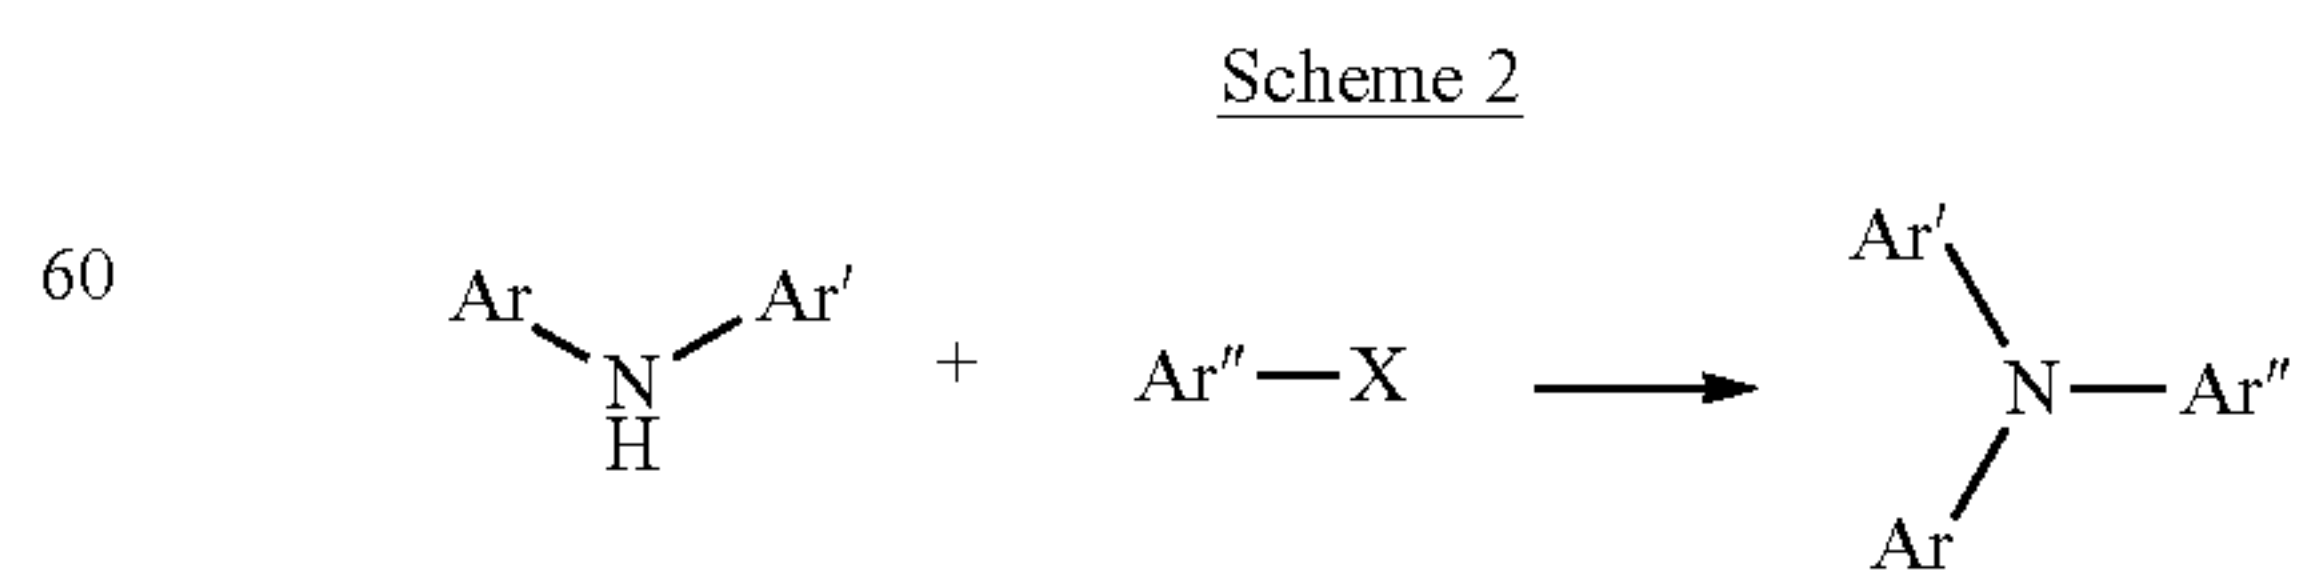 Scheme 2
60
Ar Ar′ + Ar″—X ⟶ Ar′
N
H
N—Ar″
Ar